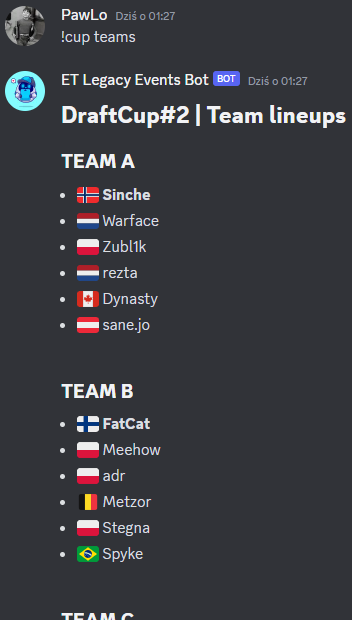 PawLo Dziś o 01:27
!cup teams
ET Legacy Events Bot BOT Dziś o 01:27
DraftCup#2 | Team lineups
TEAM A
Sinche
Warface
Zubl1k
rezta
Dynasty
sane.jo
TEAM B
FatCat
Meehow
adr
Metzor
Stegna
Spyke
TEAM C